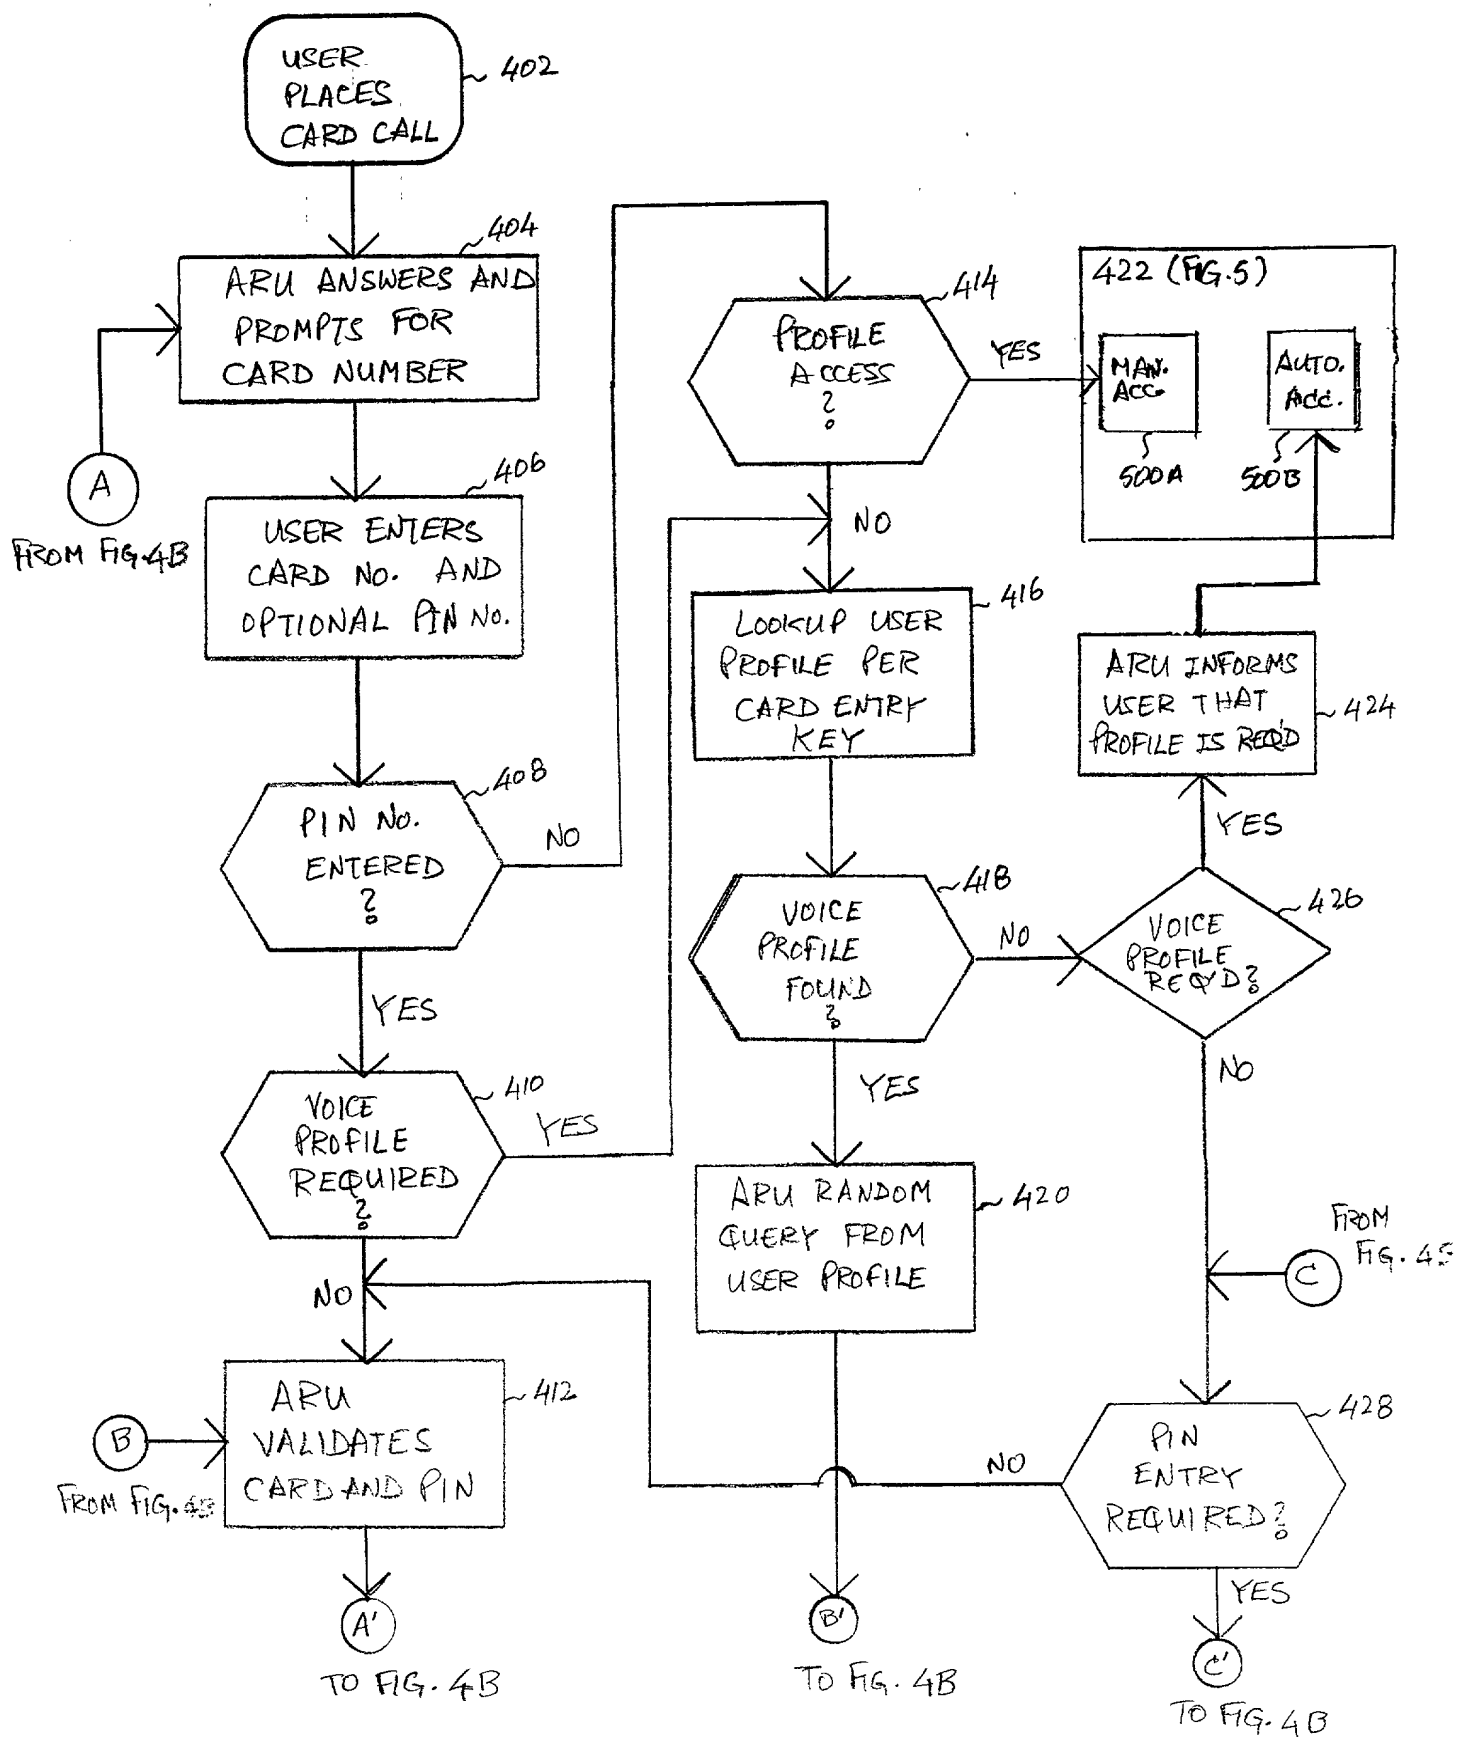 USER
PLACES
CARD CALL
402
404
ARU ANSWERS AND
PROMPTS FOR
CARD NUMBER
A
FROM FIG.4B
406
USER ENTERS
CARD NO. AND
OPTIONAL PIN NO.
408
PIN NO.
ENTERED
?
NO
YES
410
VOICE
PROFILE
REQUIRED
?
YES
NO
412
ARU
VALIDATES
CARD AND PIN
B
FROM FIG.4B
A'
TO FIG. 4B
414
PROFILE
ACCESS
?
YES
NO
416
LOOKUP USER
PROFILE PER
CARD ENTRY
KEY
418
VOICE
PROFILE
FOUND
?
NO
YES
420
ARU RANDOM
QUERY FROM
USER PROFILE
B'
TO FIG. 4B
422 (FIG.5)
MAN.
ACC.
500A
AUTO.
ACC.
500B
424
ARU INFORMS
USER THAT
PROFILE IS REQ'D
YES
426
VOICE
PROFILE
REQ'D?
NO
FROM
FIG.
C
428
PIN
ENTRY
REQUIRED?
NO
YES
C'
TO FIG. 4B